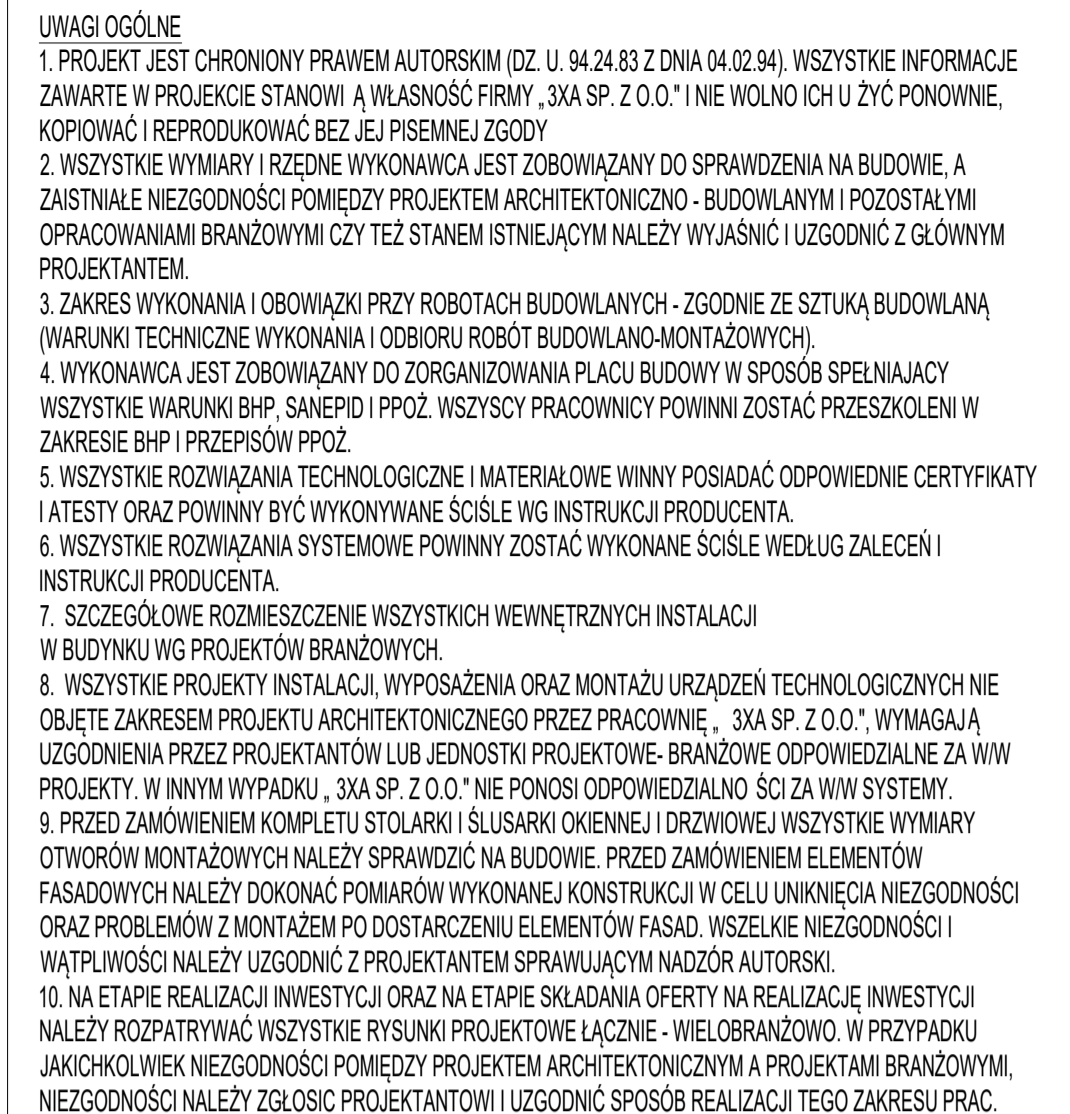 UWAGI OGÓLNE
1. PROJEKT JEST CHRONIONY PRAWEM AUTORSKIM (DZ. U. 94.24.83 Z DNIA 04.02.94). WSZYSTKIE INFORMACJE
ZAWARTE W PROJEKCIE STANOWI Ą WŁASNOŚĆ FIRMY „3XA SP. Z O.O." I NIE WOLNO ICH U ŻYĆ PONOWNIE,
KOPIOWAĆ I REPRODUKOWAĆ BEZ JEJ PISEMNEJ ZGODY
2. WSZYSTKIE WYMIARY I RZĘDNE WYKONAWCA JEST ZOBOWIĄZANY DO SPRAWDZENIA NA BUDOWIE, A
ZAISTNIAŁE NIEZGODNOŚCI POMIĘDZY PROJEKTEM ARCHITEKTONICZNO - BUDOWLANYM I POZOSTAŁYMI
OPRACOWANIAMI BRANŻOWYMI CZY TEŻ STANEM ISTNIEJĄCYM NALEŻY WYJAŚNIĆ I UZGODNIĆ Z GŁÓWNYM
PROJEKTANTEM.
3. ZAKRES WYKONANIA I OBOWIĄZKI PRZY ROBOTACH BUDOWLANYCH - ZGODNIE ZE SZTUKĄ BUDOWLANĄ
(WARUNKI TECHNICZNE WYKONANIA I ODBIORU ROBÓT BUDOWLANO-MONTAŻOWYCH).
4. WYKONAWCA JEST ZOBOWIĄZANY DO ZORGANIZOWANIA PLACU BUDOWY W SPOSÓB SPEŁNIAJACY
WSZYSTKIE WARUNKI BHP, SANEPID I PPOŻ. WSZYSCY PRACOWNICY POWINNI ZOSTAĆ PRZESZKOLENI W
ZAKRESIE BHP I PRZEPISÓW PPOŻ.
5. WSZYSTKIE ROZWIĄZANIA TECHNOLOGICZNE I MATERIAŁOWE WINNY POSIADAĆ ODPOWIEDNIE CERTYFIKATY
I ATESTY ORAZ POWINNY BYĆ WYKONYWANE ŚCIŚLE WG INSTRUKCJI PRODUCENTA.
6. WSZYSTKIE ROZWIĄZANIA SYSTEMOWE POWINNY ZOSTAĆ WYKONANE ŚCIŚLE WEDŁUG ZALECEŃ I
INSTRUKCJI PRODUCENTA.
7. SZCZEGÓŁOWE ROZMIESZCZENIE WSZYSTKICH WEWNĘTRZNYCH INSTALACJI
W BUDYNKU WG PROJEKTÓW BRANŻOWYCH.
8. WSZYSTKIE PROJEKTY INSTALACJI, WYPOSAŻENIA ORAZ MONTAŻU URZĄDZEŃ TECHNOLOGICZNYCH NIE
OBJĘTE ZAKRESEM PROJEKTU ARCHITEKTONICZNEGO PRZEZ PRACOWNIĘ „ 3XA SP. Z O.O.", WYMAGAJĄ
UZGODNIENIA PRZEZ PROJEKTANTÓW LUB JEDNOSTKI PROJEKTOWE- BRANŻOWE ODPOWIEDZIALNE ZA W/W
PROJEKTY. W INNYM WYPADKU „ 3XA SP. Z O.O." NIE PONOSI ODPOWIEDZIALNO ŚCI ZA W/W SYSTEMY.
9. PRZED ZAMÓWIENIEM KOMPLETU STOLARKI I ŚLUSARKI OKIENNEJ I DRZWIOWEJ WSZYSTKIE WYMIARY
OTWORÓW MONTAŻOWYCH NALEŻY SPRAWDZIĆ NA BUDOWIE. PRZED ZAMÓWIENIEM ELEMENTÓW
FASADOWYCH NALEŻY DOKONAĆ POMIARÓW WYKONANEJ KONSTRUKCJI W CELU UNIKNIĘCIA NIEZGODNOŚCI
ORAZ PROBLEMÓW Z MONTAŻEM PO DOSTARCZENIU ELEMENTÓW FASAD. WSZELKIE NIEZGODNOŚCI I
WĄTPLIWOŚCI NALEŻY UZGODNIĆ Z PROJEKTANTEM SPRAWUJĄCYM NADZÓR AUTORSKI.
10. NA ETAPIE REALIZACJI INWESTYCJI ORAZ NA ETAPIE SKŁADANIA OFERTY NA REALIZACJĘ INWESTYCJI
NALEŻY ROZPATRYWAĆ WSZYSTKIE RYSUNKI PROJEKTOWE ŁĄCZNIE - WIELOBRANŻOWO. W PRZYPADKU
JAKICHKOLWIEK NIEZGODNOŚCI POMIĘDZY PROJEKTEM ARCHITEKTONICZNYM A PROJEKTAMI BRANŻOWYMI,
NIEZGODNOŚCI NALEŻY ZGŁOSIC PROJEKTANTOWI I UZGODNIĆ SPOSÓB REALIZACJI TEGO ZAKRESU PRAC.